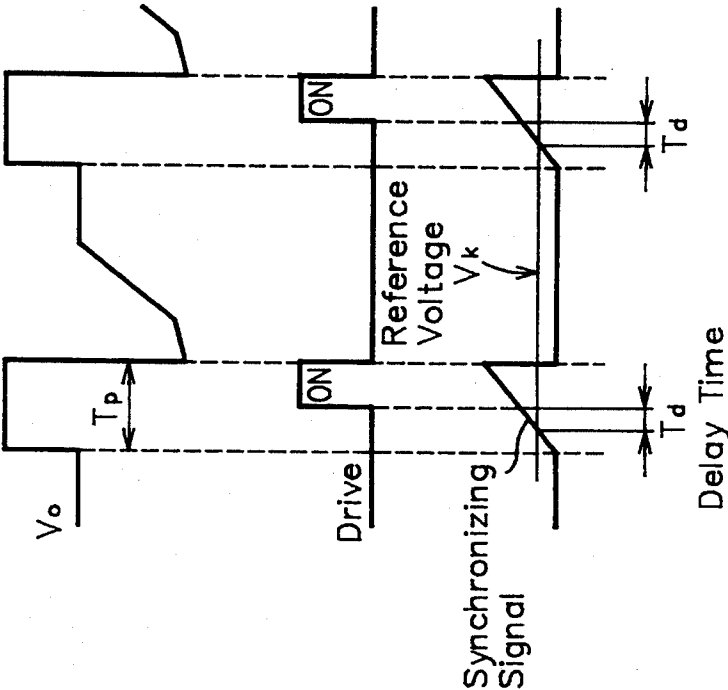 Vo
Tp
Drive
ON
ON
Reference
Voltage
Vk
Synchronizing
Signal
Td
Td
Delay Time